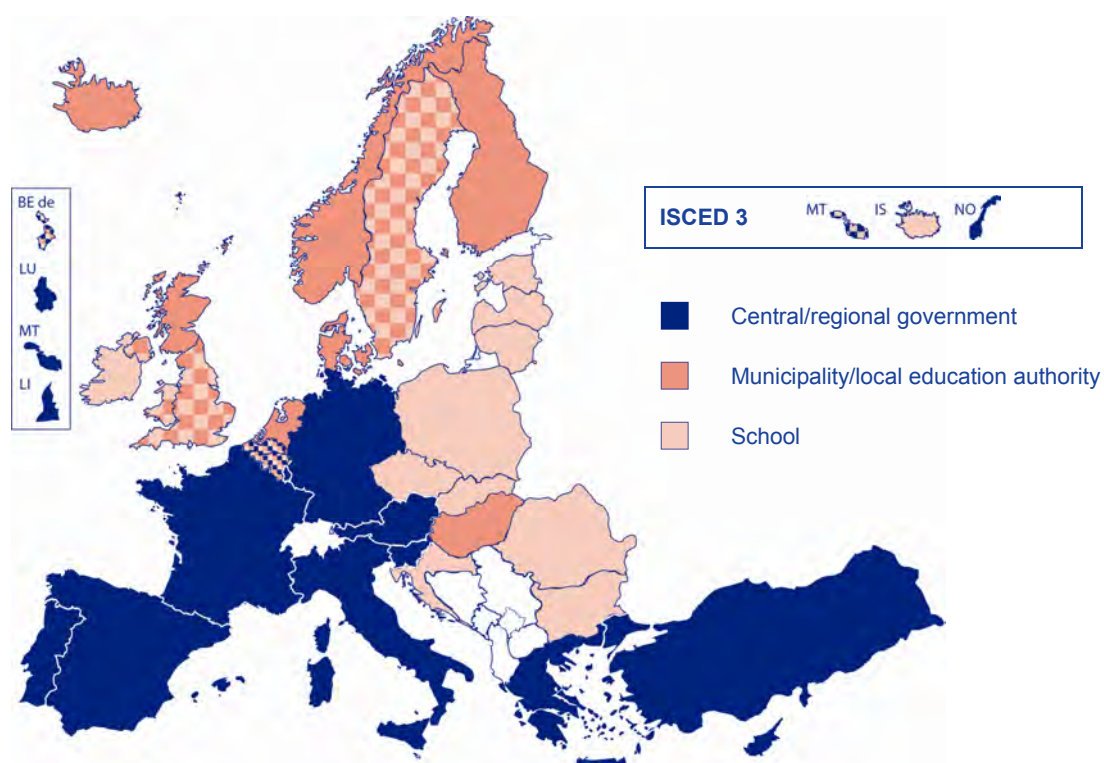 BE de
LU
MT
LI
ISCED 3 MT IS NO
Central/regional government
Municipality/local education authority
School